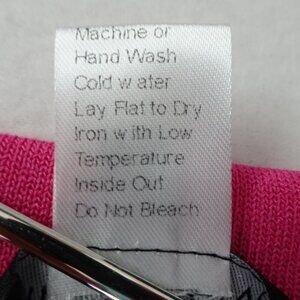 Machine or
Hand Wash
Cold water
Lay Flat to Dry
Iron with Low
Temperature
Inside Out
Do Not Bleach